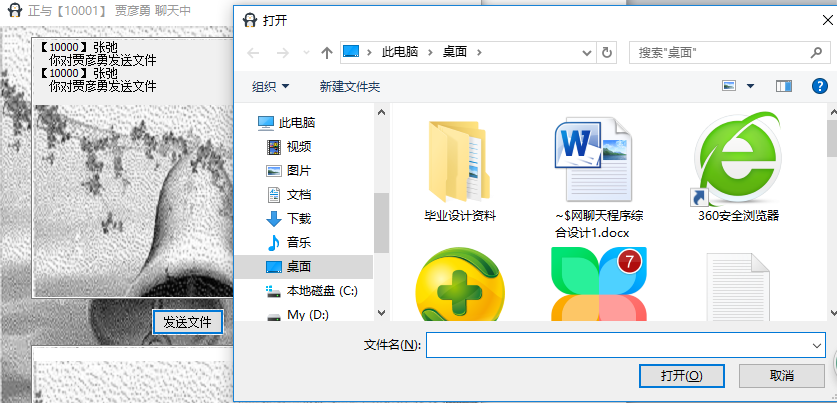 正与【10001】 贾彦勇 聊天中
【 10000 】 张弛
你对贾彦勇发送文件
【 10000 】 张弛
你对贾彦勇发送文件
发送文件
打开
此电脑 > 桌面 >
搜索"桌面"
组织
新建文件夹
此电脑
视频
图片
文档
下载
音乐
桌面
本地磁盘 (C:)
My (D:)
毕业设计资料
~$网聊天程序综
合设计1.docx
360安全浏览器
7
文件名(N):
打开(O)
取消